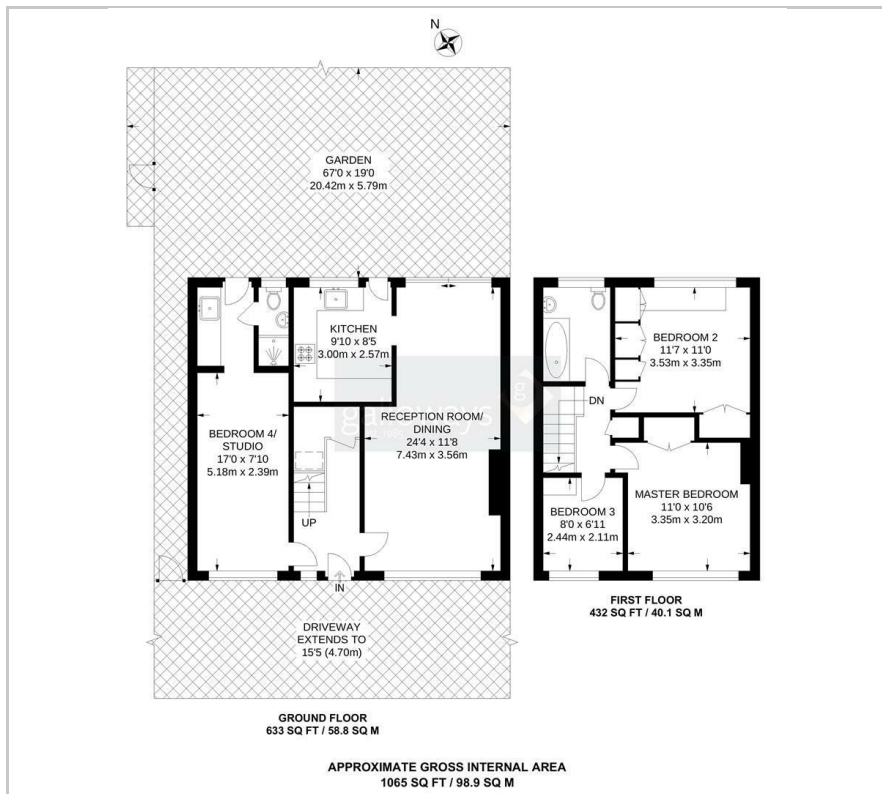 N
GARDEN
67'0 x 19'0
20.42m x 5.79m
KITCHEN
9'10 x 8'5
3.00m x 2.57m
BEDROOM 4/
STUDIO
17'0 x 7'10
5.18m x 2.39m
RECEPTION ROOM/
DINING
24'4 x 11'8
7.43m x 3.56m
UP
IN
DRIVEWAY
EXTENDS TO
15'5 (4.70m)
GROUND FLOOR
633 SQ FT / 58.8 SQ M
BEDROOM 2
11'7 x 11'0
3.53m x 3.35m
DN
MASTER BEDROOM
11'0 x 10'6
3.35m x 3.20m
BEDROOM 3
8'0 x 6'11
2.44m x 2.11m
FIRST FLOOR
432 SQ FT / 40.1 SQ M
APPROXIMATE GROSS INTERNAL AREA
1065 SQ FT / 98.9 SQ M